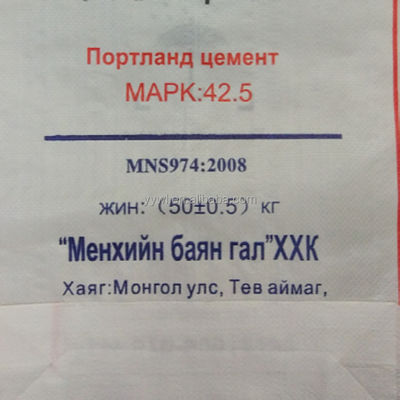 Портланд цемент
МАРК:42.5
MNS974:2008
жин:(50±0.5)кг
“Менхийн баян гал”ХХК
Хаяг:Монгол улс, Тев аймаг,